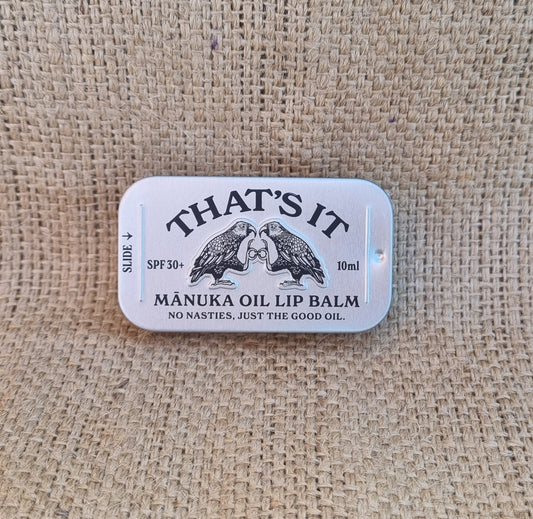 THAT'S IT
SLIDE →
SPF 30+
10ml
MĀNUKA OIL LIP BALM
NO NASTIES, JUST THE GOOD OIL.